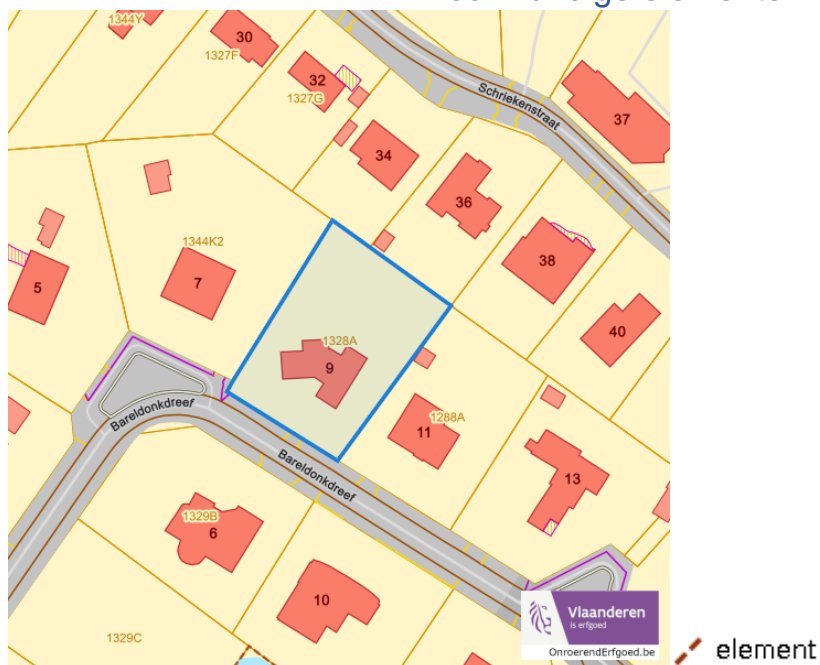 1344Y
30
1327F
32
1327G
Schriekenstraat
37
34
36
1344K2
38
5
7
40
1328A
9
Bareldonkdreef
1288A
11
Bareldonkdreef
13
1329B
6
10
Vlaanderen
is erfgoed
OnroerendErfgoed.be
1329C
element